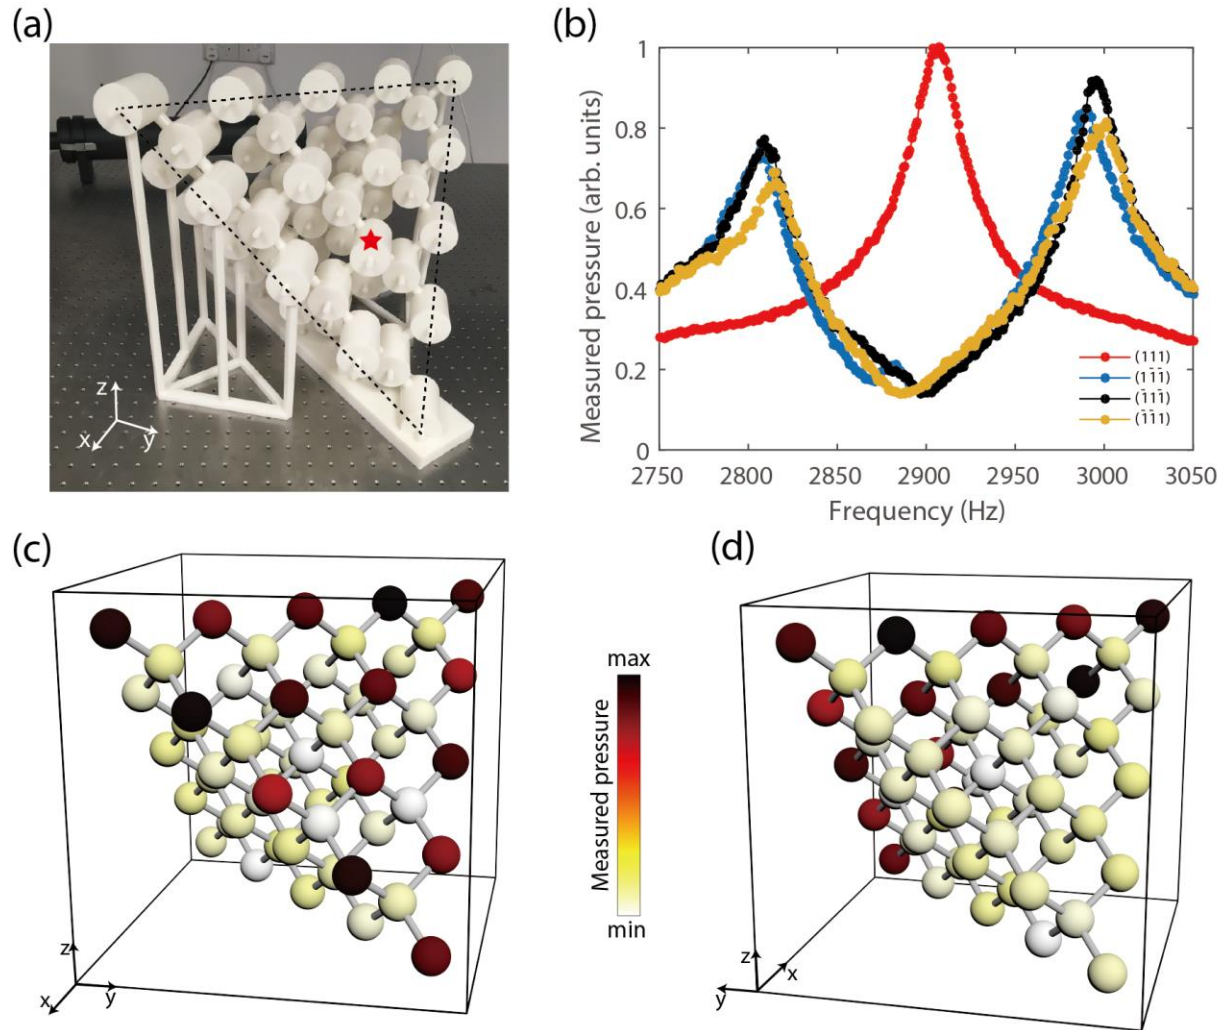 (a)
z
x
y
(b)
Measured pressure (arb. units)
1
0.8
0.6
0.4
0.2
0
2750 2800 2850 2900 2950 3000 3050
Frequency (Hz)
(111)
(11̄1̄)
(1̄11̄)
(1̄1̄1)
(c)
z
x
y
max
Measured pressure
min
(d)
z
x
y